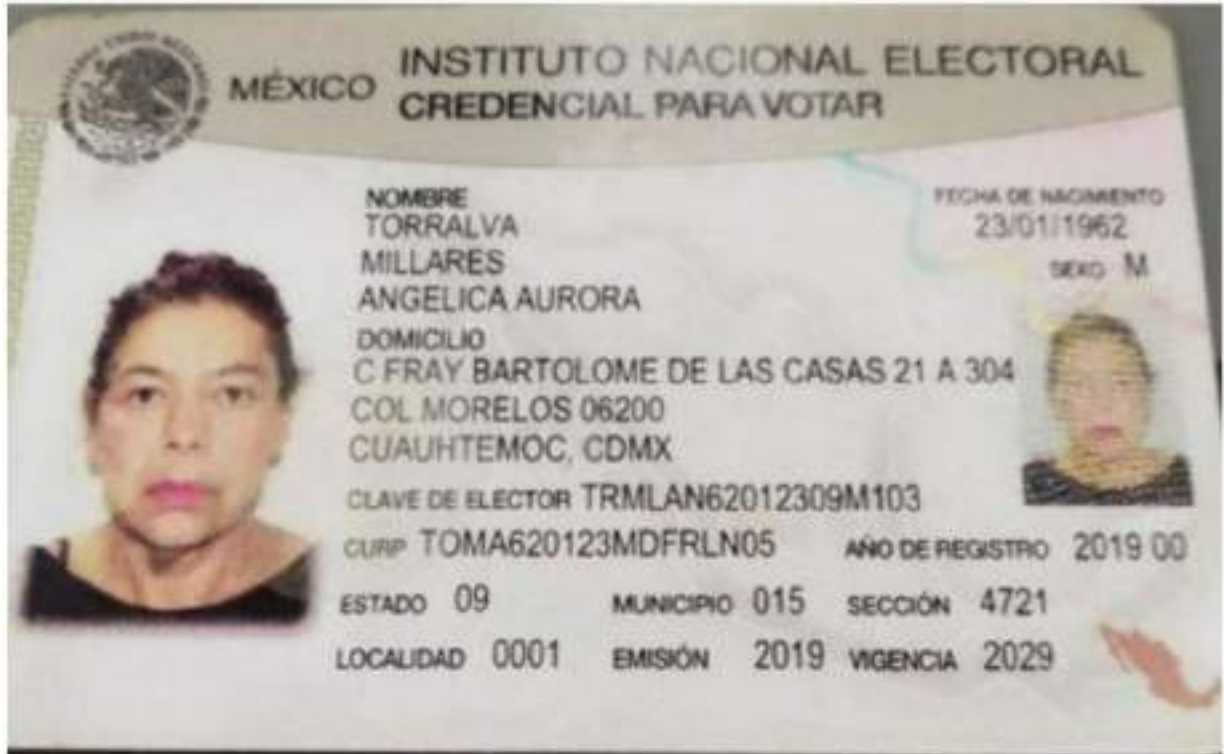 MÉXICO
INSTITUTO NACIONAL ELECTORAL
CREDENCIAL PARA VOTAR
NOMBRE
TORRALVA
MILLARES
ANGELICA AURORA
FECHA DE NACIMIENTO
23/01/1962
SEXO M
DOMICILIO
C FRAY BARTOLOME DE LAS CASAS 21 A 304
COL MORELOS 06200
CUAUHTEMOC, CDMX
CLAVE DE ELECTOR TRMLAN62012309M103
CURP TOMA620123MDFRLN05 AÑO DE REGISTRO 2019 00
ESTADO 09 MUNICIPIO 015 SECCIÓN 4721
LOCALIDAD 0001 EMISIÓN 2019 VIGENCIA 2029